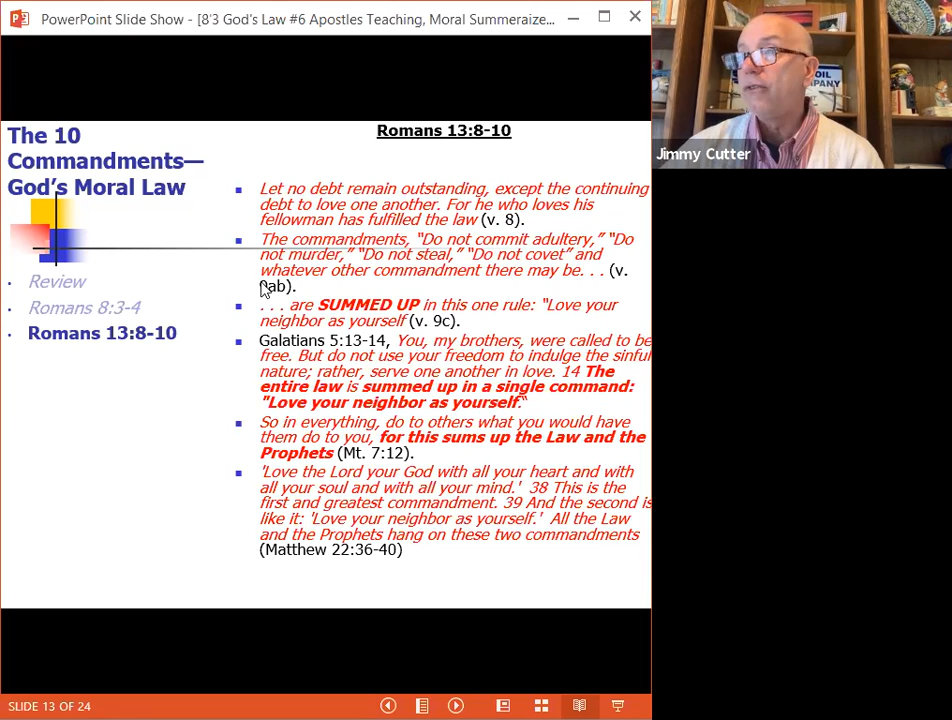 PowerPoint Slide Show - [8'3 God's Law #6 Apostles Teaching, Moral Summeraize...
OIL
COMPANY
Jimmy Cutter
The 10
Commandments—
God's Moral Law
Review
Romans 8:3-4
Romans 13:8-10
Romans 13:8-10
Let no debt remain outstanding, except the continuing
debt to love one another. For he who loves his
fellowman has fulfilled the law (v. 8).
The commandments, "Do not commit adultery," "Do
not murder," "Do not steal," "Do not covet" and
whatever other commandment there may be. . . (v.
ab).
. . . are SUMMED UP in this one rule: "Love your
neighbor as yourself (v. 9c).
Galatians 5:13-14, You, my brothers, were called to be
free. But do not use your freedom to indulge the sinful
nature; rather, serve one another in love. 14 The
entire law is summed up in a single command:
"Love your neighbor as yourself."
So in everything, do to others what you would have
them do to you, for this sums up the Law and the
Prophets (Mt. 7:12).
'Love the Lord your God with all your heart and with
all your soul and with all your mind.' 38 This is the
first and greatest commandment. 39 And the second is
like it: 'Love your neighbor as yourself.' All the Law
and the Prophets hang on these two commandments
(Matthew 22:36-40)
SLIDE 13 OF 24